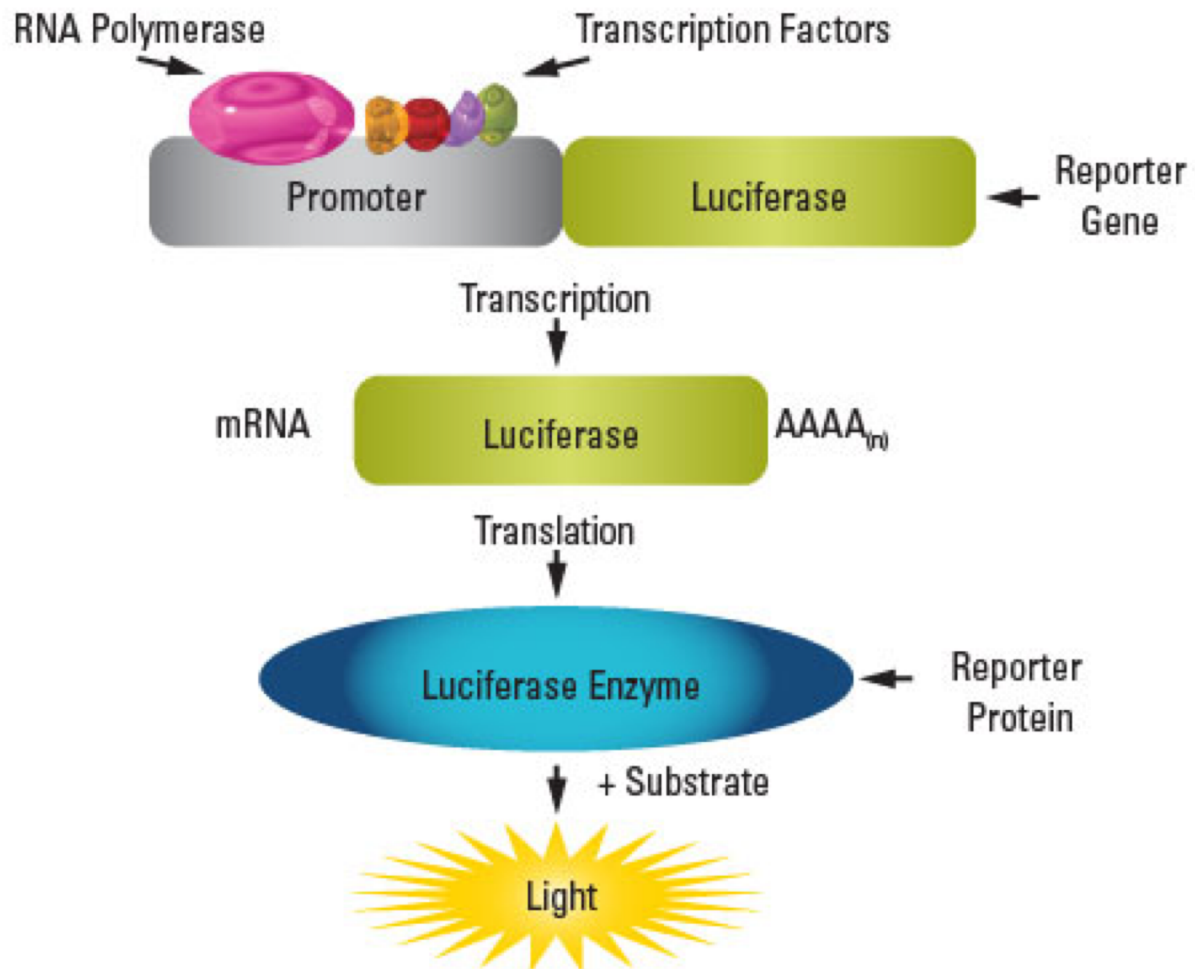 RNA Polymerase
Transcription Factors
Promoter
Luciferase
Reporter
Gene
Transcription
mRNA
Luciferase
AAAA(n)
Translation
Luciferase Enzyme
Reporter
Protein
+ Substrate
Light